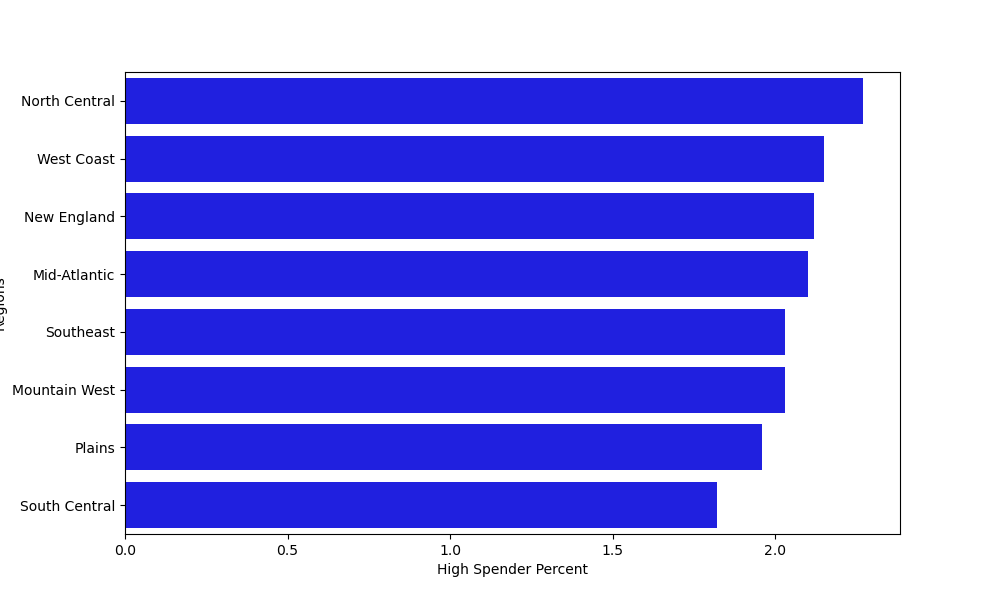 North Central
West Coast
New England
Mid-Atlantic
Southeast
Mountain West
Plains
South Central
Regions
0.0 0.5 1.0 1.5 2.0
High Spender Percent